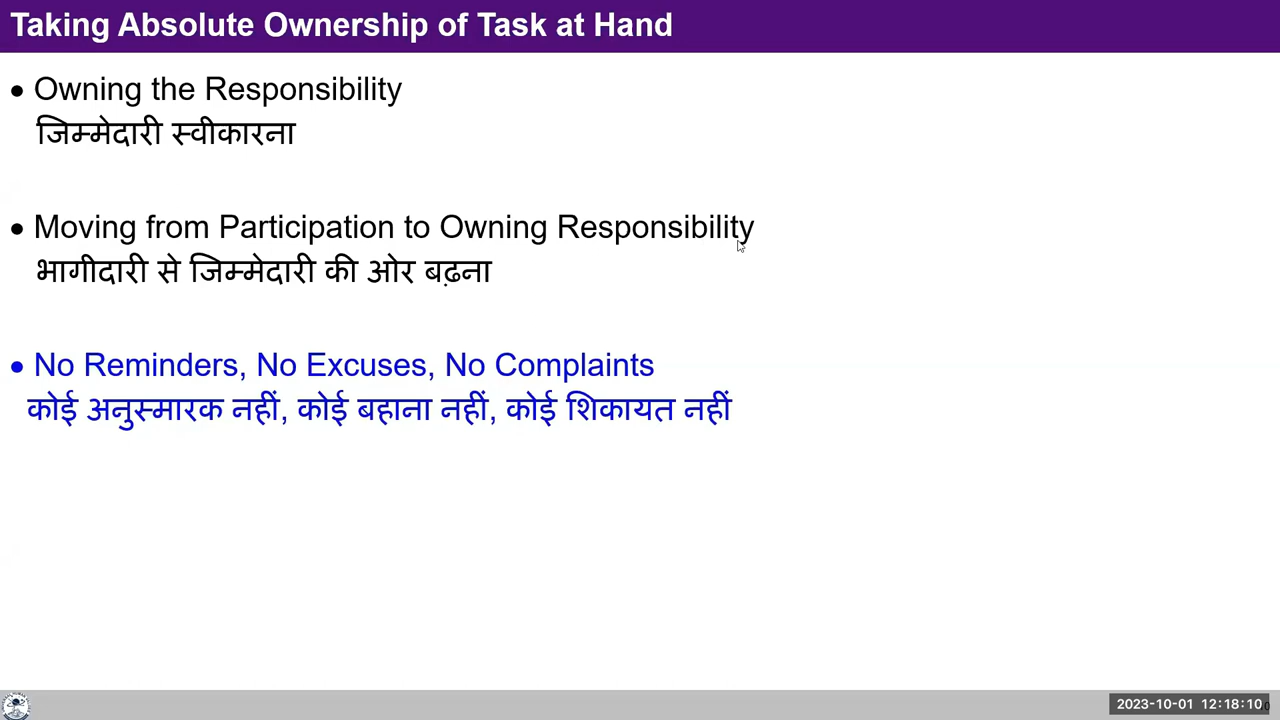 Taking Absolute Ownership of Task at Hand
• Owning the Responsibility
जिम्मेदारी स्वीकारना
• Moving from Participation to Owning Responsibility
भागीदारी से जिम्मेदारी की ओर बढ़ना
• No Reminders, No Excuses, No Complaints
कोई अनुस्मारक नहीं, कोई बहाना नहीं, कोई शिकायत नहीं
2023-10-01 12:18:10